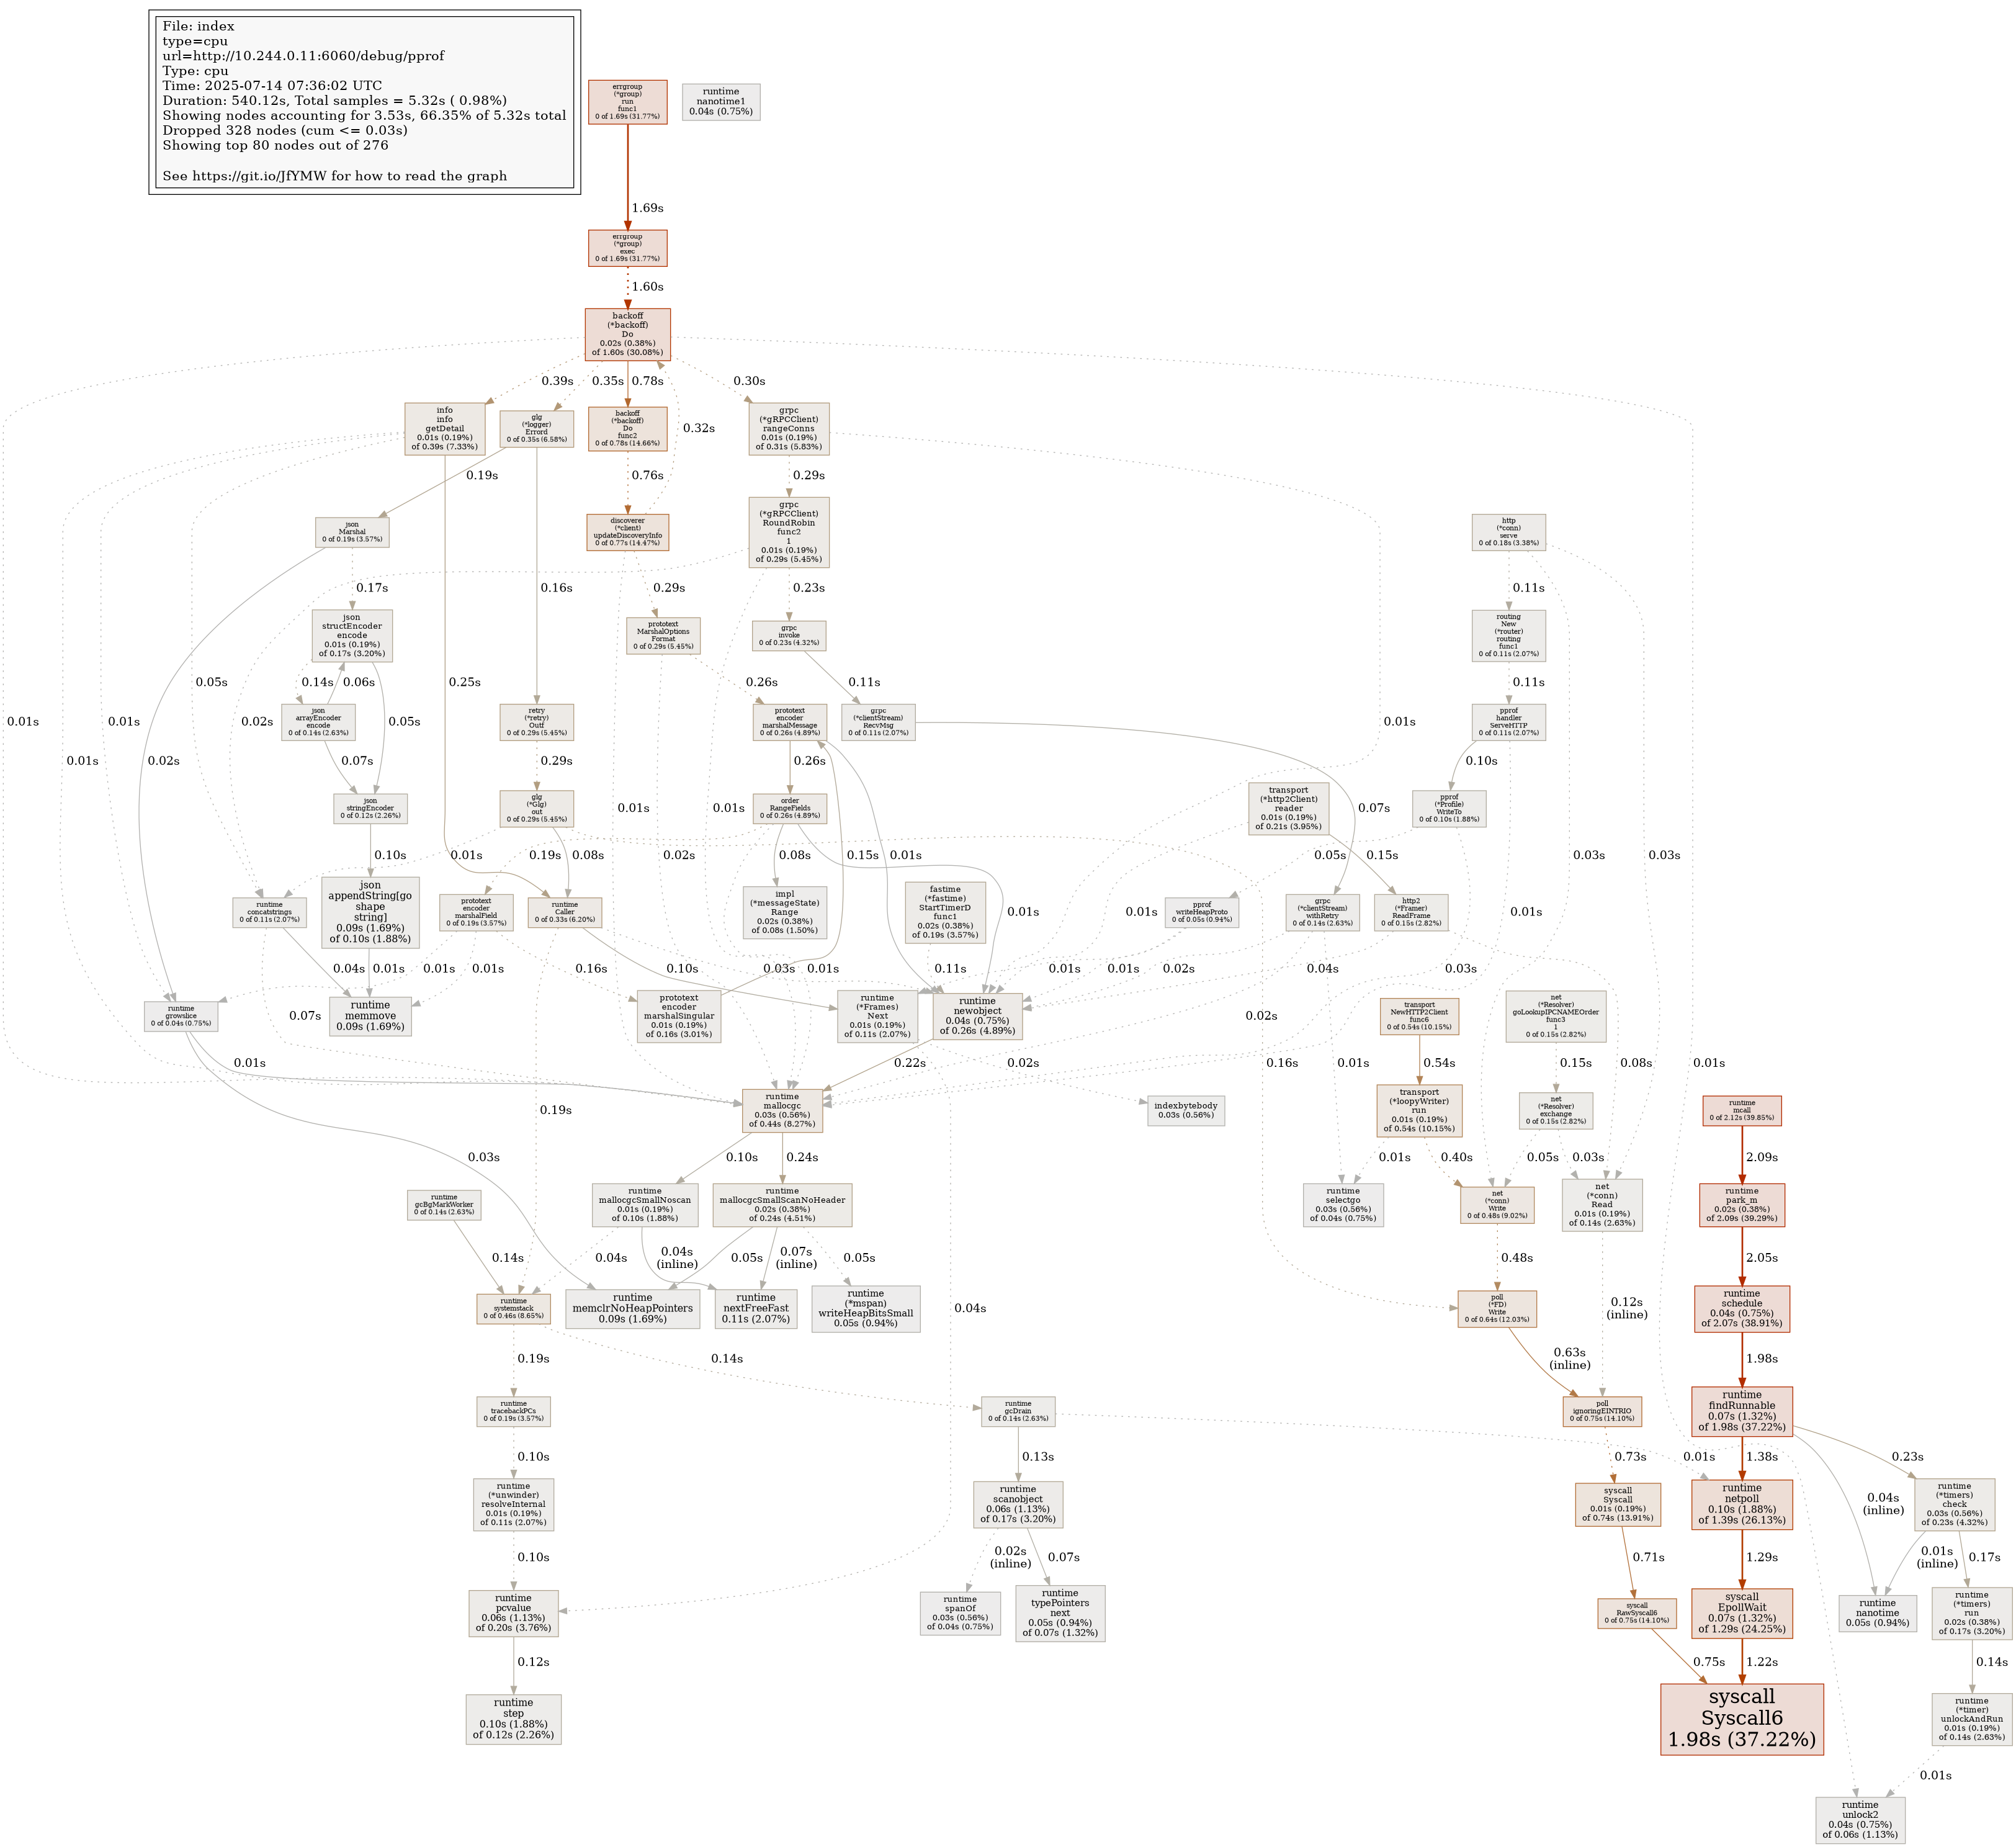 File: index
type=cpu
url=http://10.244.0.11:6060/debug/pprof
Type: cpu
Time: 2025-07-14 07:36:02 UTC
Duration: 540.12s, Total samples = 5.32s ( 0.98%)
Showing nodes accounting for 3.53s, 66.35% of 5.32s total
Dropped 328 nodes (cum <= 0.03s)
Showing top 80 nodes out of 276
See https://git.io/JfYMW for how to read the graph
errgroup
(*group)
run
func1
0 of 1.69s (31.77%)
runtime
nanotime1
0.04s (0.75%)
1.69s
errgroup
(*group)
exec
0 of 1.69s (31.77%)
1.60s
backoff
(*backoff)
Do
0.02s (0.38%)
of 1.60s (30.08%)
0.39s
0.35s
0.78s
0.30s
info
info
getDetail
0.01s (0.19%)
of 0.39s (7.33%)
glg
(*logger)
Errord
0 of 0.35s (6.58%)
backoff
(*backoff)
Do
func2
0 of 0.78s (14.66%)
0.32s
grpc
(*gRPCClient)
rangeConns
0.01s (0.19%)
of 0.31s (5.83%)
0.19s
0.76s
0.29s
json
Marshal
0 of 0.19s (3.57%)
discoverer
(*client)
updateDiscoveryInfo
0 of 0.77s (14.47%)
grpc
(*gRPCClient)
RoundRobin
func2
1
0.01s (0.19%)
of 0.29s (5.45%)
http
(*conn)
serve
0 of 0.18s (3.38%)
0.17s
0.16s
0.29s
0.23s
0.11s
json
structEncoder
encode
0.01s (0.19%)
of 0.17s (3.20%)
prototext
MarshalOptions
Format
0 of 0.29s (5.45%)
grpc
invoke
0 of 0.23s (4.32%)
routing
New
(*router)
routing
func1
0 of 0.11s (2.07%)
0.05s
0.14s
0.06s
0.25s
0.26s
0.11s
0.11s
0.01s
0.01s
0.01s
0.02s
0.02s
0.05s
json
arrayEncoder
encode
0 of 0.14s (2.63%)
retry
(*retry)
Outf
0 of 0.29s (5.45%)
prototext
encoder
marshalMessage
0 of 0.26s (4.89%)
grpc
(*clientStream)
RecvMsg
0 of 0.11s (2.07%)
0.01s
pprof
handler
ServeHTTP
0 of 0.11s (2.07%)
0.07s
0.29s
0.26s
0.10s
json
stringEncoder
0 of 0.12s (2.26%)
glg
(*Glg)
out
0 of 0.29s (5.45%)
0.01s
0.02s
0.01s
order
RangeFields
0 of 0.26s (4.89%)
transport
(*http2Client)
reader
0.01s (0.19%)
of 0.21s (3.95%)
0.07s
pprof
(*Profile)
WriteTo
0 of 0.10s (1.88%)
0.10s
0.01s
0.19s
0.08s
0.08s
0.01s
0.15s
0.15s
0.05s
0.03s
0.03s
runtime
concatstrings
0 of 0.11s (2.07%)
json
appendString[go
shape
string]
0.09s (1.69%)
of 0.10s (1.88%)
prototext
encoder
marshalField
0 of 0.19s (3.57%)
runtime
Caller
0 of 0.33s (6.20%)
impl
(*messageState)
Range
0.02s (0.38%)
of 0.08s (1.50%)
fastime
(*fastime)
StartTimerD
func1
0.02s (0.38%)
of 0.19s (3.57%)
0.01s
0.01s
pprof
writeHeapProto
0 of 0.05s (0.94%)
grpc
(*clientStream)
withRetry
0 of 0.14s (2.63%)
http2
(*Framer)
ReadFrame
0 of 0.15s (2.82%)
0.01s
0.04s
0.01s
0.01s
0.01s
0.16s
0.10s
0.03s
0.01s
0.11s
0.01s
0.01s
0.02s
0.04s
0.03s
runtime
growslice
0 of 0.04s (0.75%)
runtime
memmove
0.09s (1.69%)
0.07s
prototext
encoder
marshalSingular
0.01s (0.19%)
of 0.16s (3.01%)
runtime
(*Frames)
Next
0.01s (0.19%)
of 0.11s (2.07%)
runtime
newobject
0.04s (0.75%)
of 0.26s (4.89%)
0.02s
transport
NewHTTP2Client
func6
0 of 0.54s (10.15%)
net
(*Resolver)
goLookupIPCNAMEOrder
func3
1
0 of 0.15s (2.82%)
0.01s
0.22s
0.02s
0.16s
0.01s
0.54s
0.15s
0.08s
0.01s
0.19s
runtime
mallocgc
0.03s (0.56%)
of 0.44s (8.27%)
indexbytebody
0.03s (0.56%)
transport
(*loopyWriter)
run
0.01s (0.19%)
of 0.54s (10.15%)
net
(*Resolver)
exchange
0 of 0.15s (2.82%)
runtime
mcall
0 of 2.12s (39.85%)
0.03s
0.10s
0.24s
0.01s
0.40s
0.05s
0.03s
2.09s
runtime
gcBgMarkWorker
0 of 0.14s (2.63%)
runtime
mallocgcSmallNoscan
0.01s (0.19%)
of 0.10s (1.88%)
runtime
mallocgcSmallScanNoHeader
0.02s (0.38%)
of 0.24s (4.51%)
runtime
selectgo
0.03s (0.56%)
of 0.04s (0.75%)
net
(*conn)
Write
0 of 0.48s (9.02%)
net
(*conn)
Read
0.01s (0.19%)
of 0.14s (2.63%)
runtime
park_m
0.02s (0.38%)
of 2.09s (39.29%)
0.14s
0.04s
0.04s
(inline)
0.05s
0.07s
(inline)
0.05s
0.48s
2.05s
runtime
systemstack
0 of 0.46s (8.65%)
runtime
memclrNoHeapPointers
0.09s (1.69%)
runtime
nextFreeFast
0.11s (2.07%)
runtime
(*mspan)
writeHeapBitsSmall
0.05s (0.94%)
0.04s
poll
(*FD)
Write
0 of 0.64s (12.03%)
0.12s
(inline)
runtime
schedule
0.04s (0.75%)
of 2.07s (38.91%)
0.19s
0.14s
0.63s
(inline)
1.98s
runtime
tracebackPCs
0 of 0.19s (3.57%)
runtime
gcDrain
0 of 0.14s (2.63%)
poll
ignoringEINTRIO
0 of 0.75s (14.10%)
runtime
findRunnable
0.07s (1.32%)
of 1.98s (37.22%)
0.10s
0.13s
0.73s
0.01s
1.38s
0.23s
runtime
(*unwinder)
resolveInternal
0.01s (0.19%)
of 0.11s (2.07%)
runtime
scanobject
0.06s (1.13%)
of 0.17s (3.20%)
syscall
Syscall
0.01s (0.19%)
of 0.74s (13.91%)
runtime
netpoll
0.10s (1.88%)
of 1.39s (26.13%)
0.04s
(inline)
runtime
(*timers)
check
0.03s (0.56%)
of 0.23s (4.32%)
0.10s
0.02s
(inline)
0.07s
0.71s
1.29s
0.01s
(inline)
0.17s
runtime
pcvalue
0.06s (1.13%)
of 0.20s (3.76%)
runtime
spanOf
0.03s (0.56%)
of 0.04s (0.75%)
runtime
typePointers
next
0.05s (0.94%)
of 0.07s (1.32%)
syscall
RawSyscall6
0 of 0.75s (14.10%)
syscall
EpollWait
0.07s (1.32%)
of 1.29s (24.25%)
runtime
nanotime
0.05s (0.94%)
runtime
(*timers)
run
0.02s (0.38%)
of 0.17s (3.20%)
0.12s
0.75s
1.22s
0.14s
runtime
step
0.10s (1.88%)
of 0.12s (2.26%)
syscall
Syscall6
1.98s (37.22%)
runtime
(*timer)
unlockAndRun
0.01s (0.19%)
of 0.14s (2.63%)
0.01s
runtime
unlock2
0.04s (0.75%)
of 0.06s (1.13%)